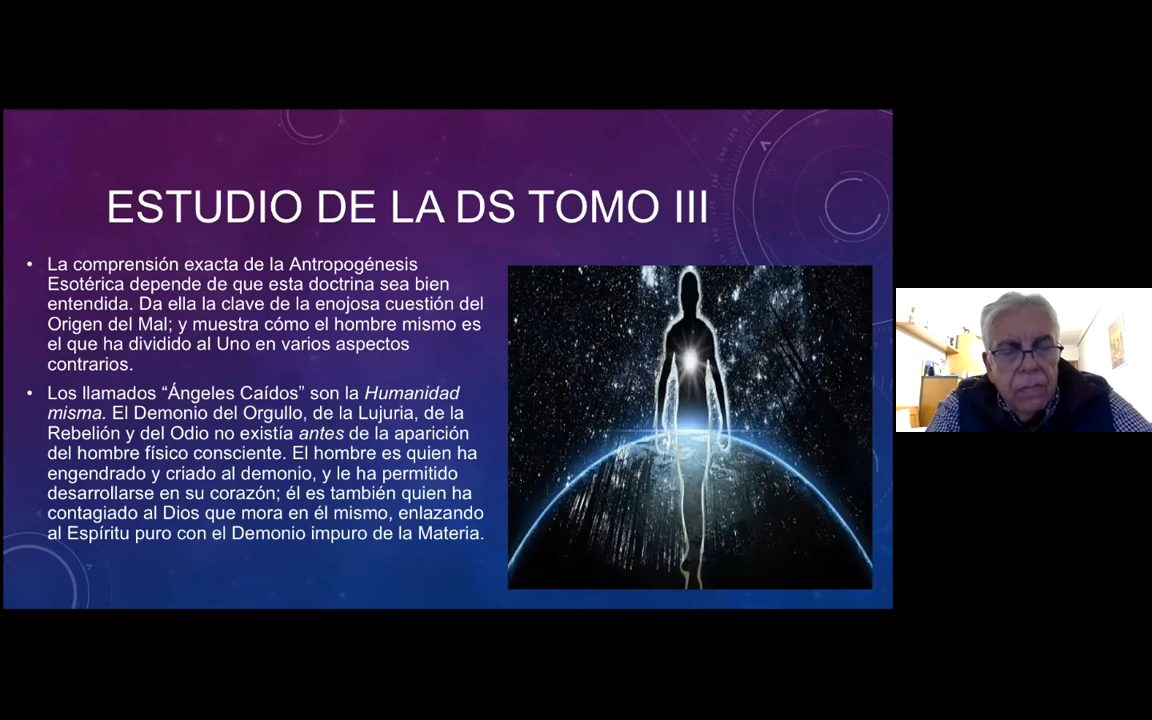 ESTUDIO DE LA DS TOMO III
• La comprensión exacta de la Antropogénesis
Esotérica depende de que esta doctrina sea bien
entendida. Da ella la clave de la enojosa cuestión del
Origen del Mal; y muestra cómo el hombre mismo es
el que ha dividido al Uno en varios aspectos
contrarios.
• Los llamados “Ángeles Caídos” son la Humanidad
misma. El Demonio del Orgullo, de la Lujuria, de la
Rebelión y del Odio no existía antes de la aparición
del hombre físico consciente. El hombre es quien ha
engendrado y criado al demonio, y le ha permitido
desarrollarse en su corazón; él es también quien ha
contagiado al Dios que mora en él mismo, enlazando
al Espíritu puro con el Demonio impuro de la Materia.